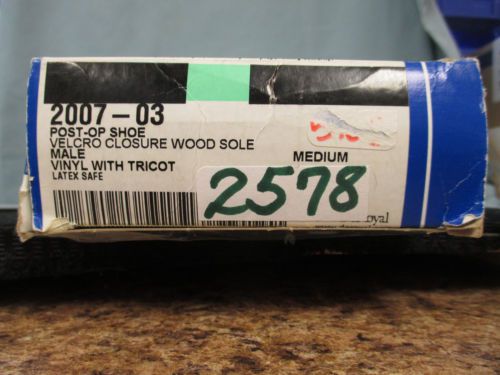 2007-03
POST-OP SHOE
VELCRO CLOSURE WOOD SOLE
MALE
MEDIUM
VINYL WITH TRICOT
LATEX SAFE
2578